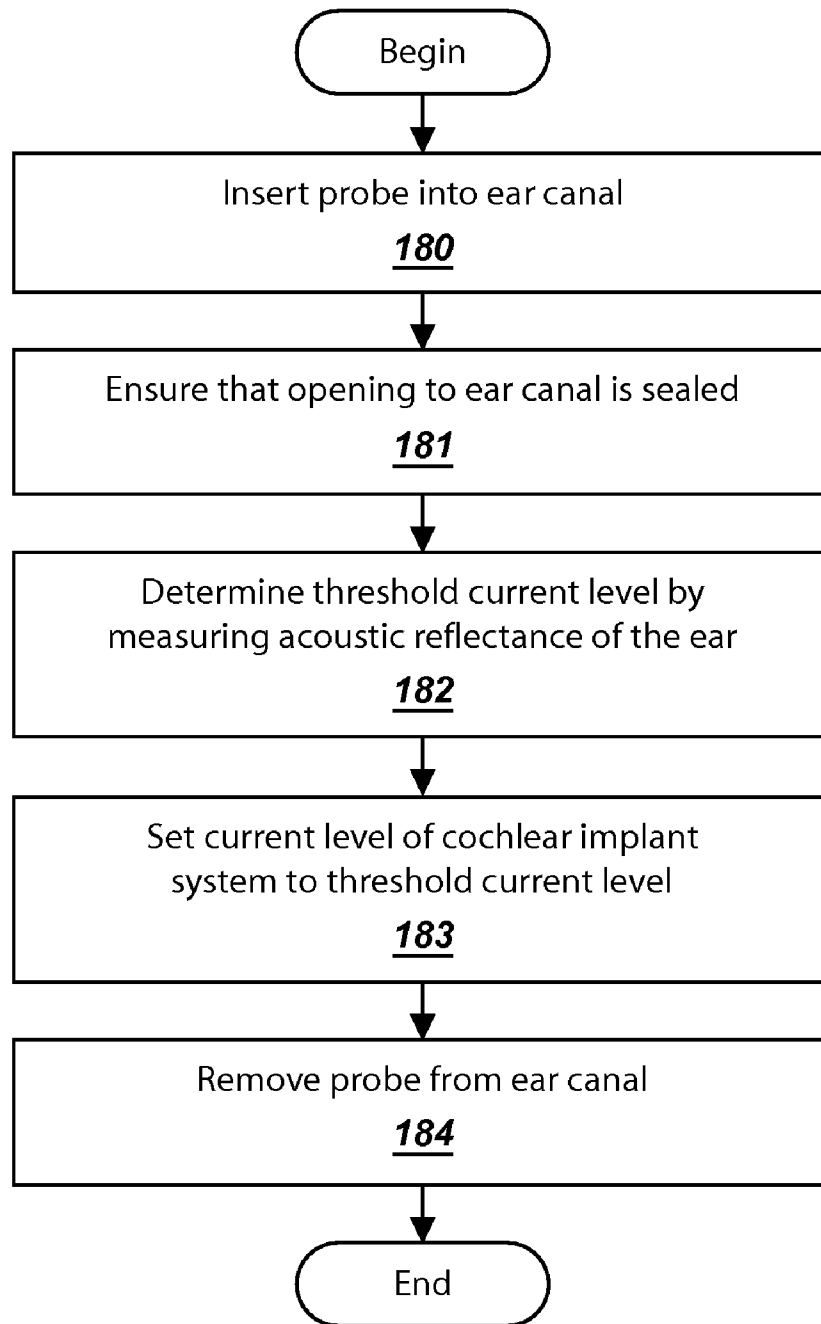 Begin
Insert probe into ear canal
180
Ensure that opening to ear canal is sealed
181
Determine threshold current level by
measuring acoustic reflectance of the ear
182
Set current level of cochlear implant
system to threshold current level
183
Remove probe from ear canal
184
End